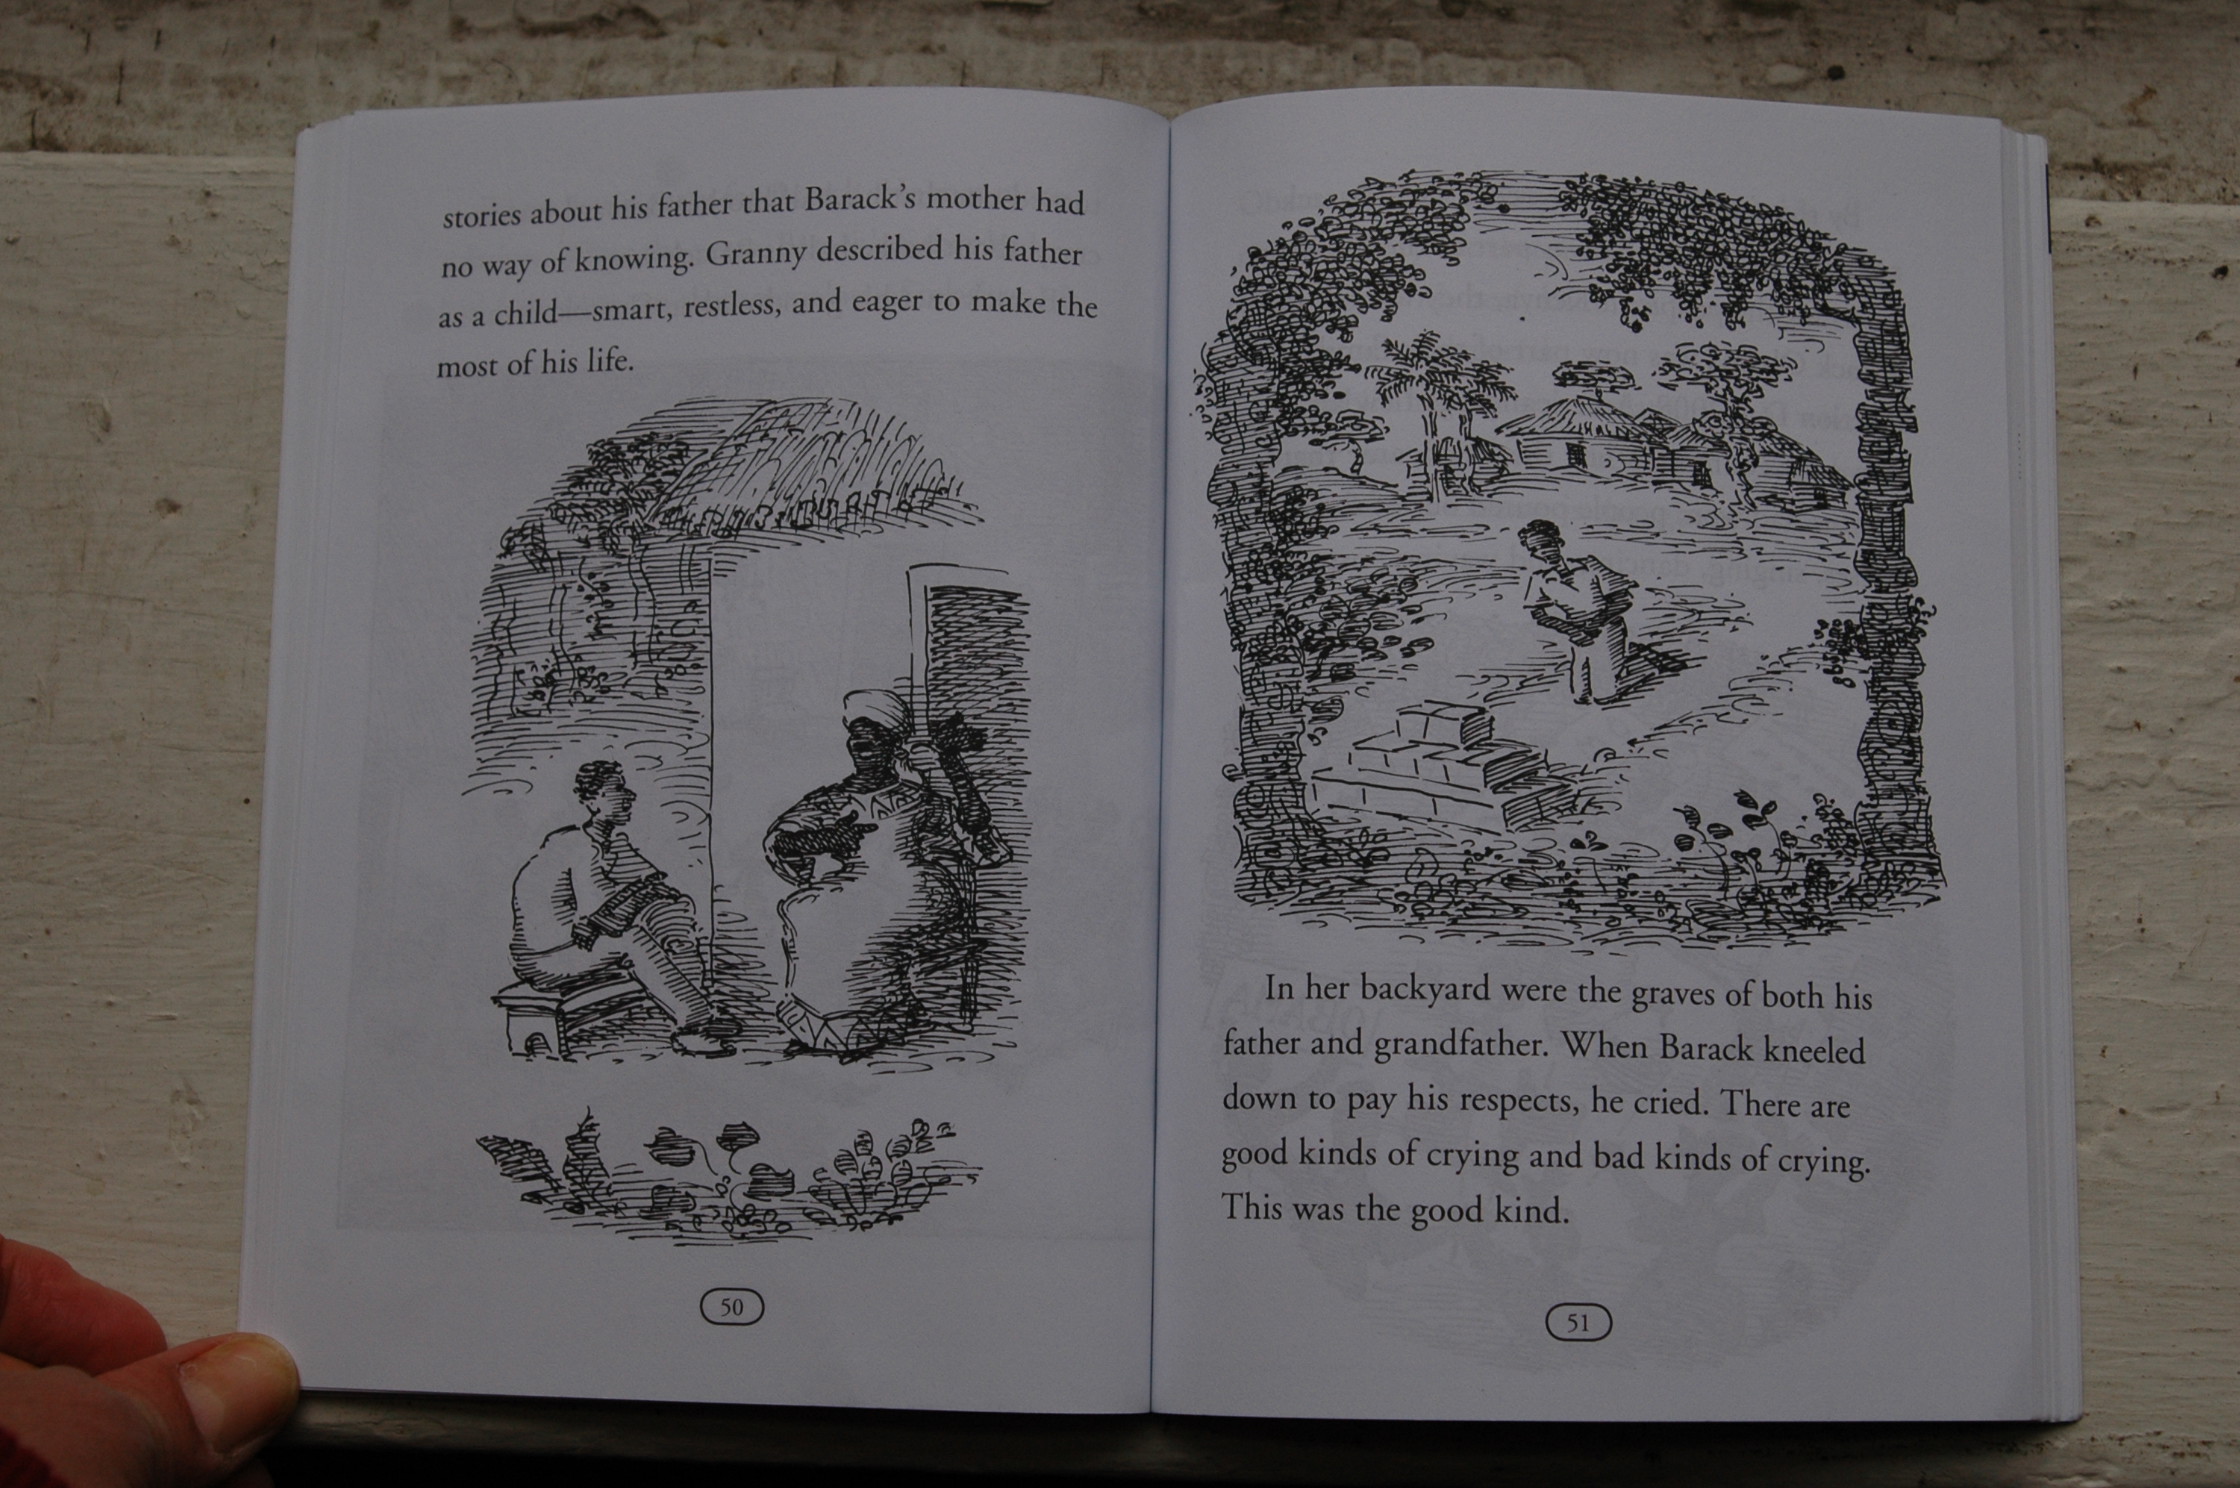 stories about his father that Barack's mother had
no way of knowing. Granny described his father
as a child—smart, restless, and eager to make the
most of his life.
50
In her backyard were the graves of both his
father and grandfather. When Barack kneeled
down to pay his respects, he cried. There are
good kinds of crying and bad kinds of crying.
This was the good kind.
51